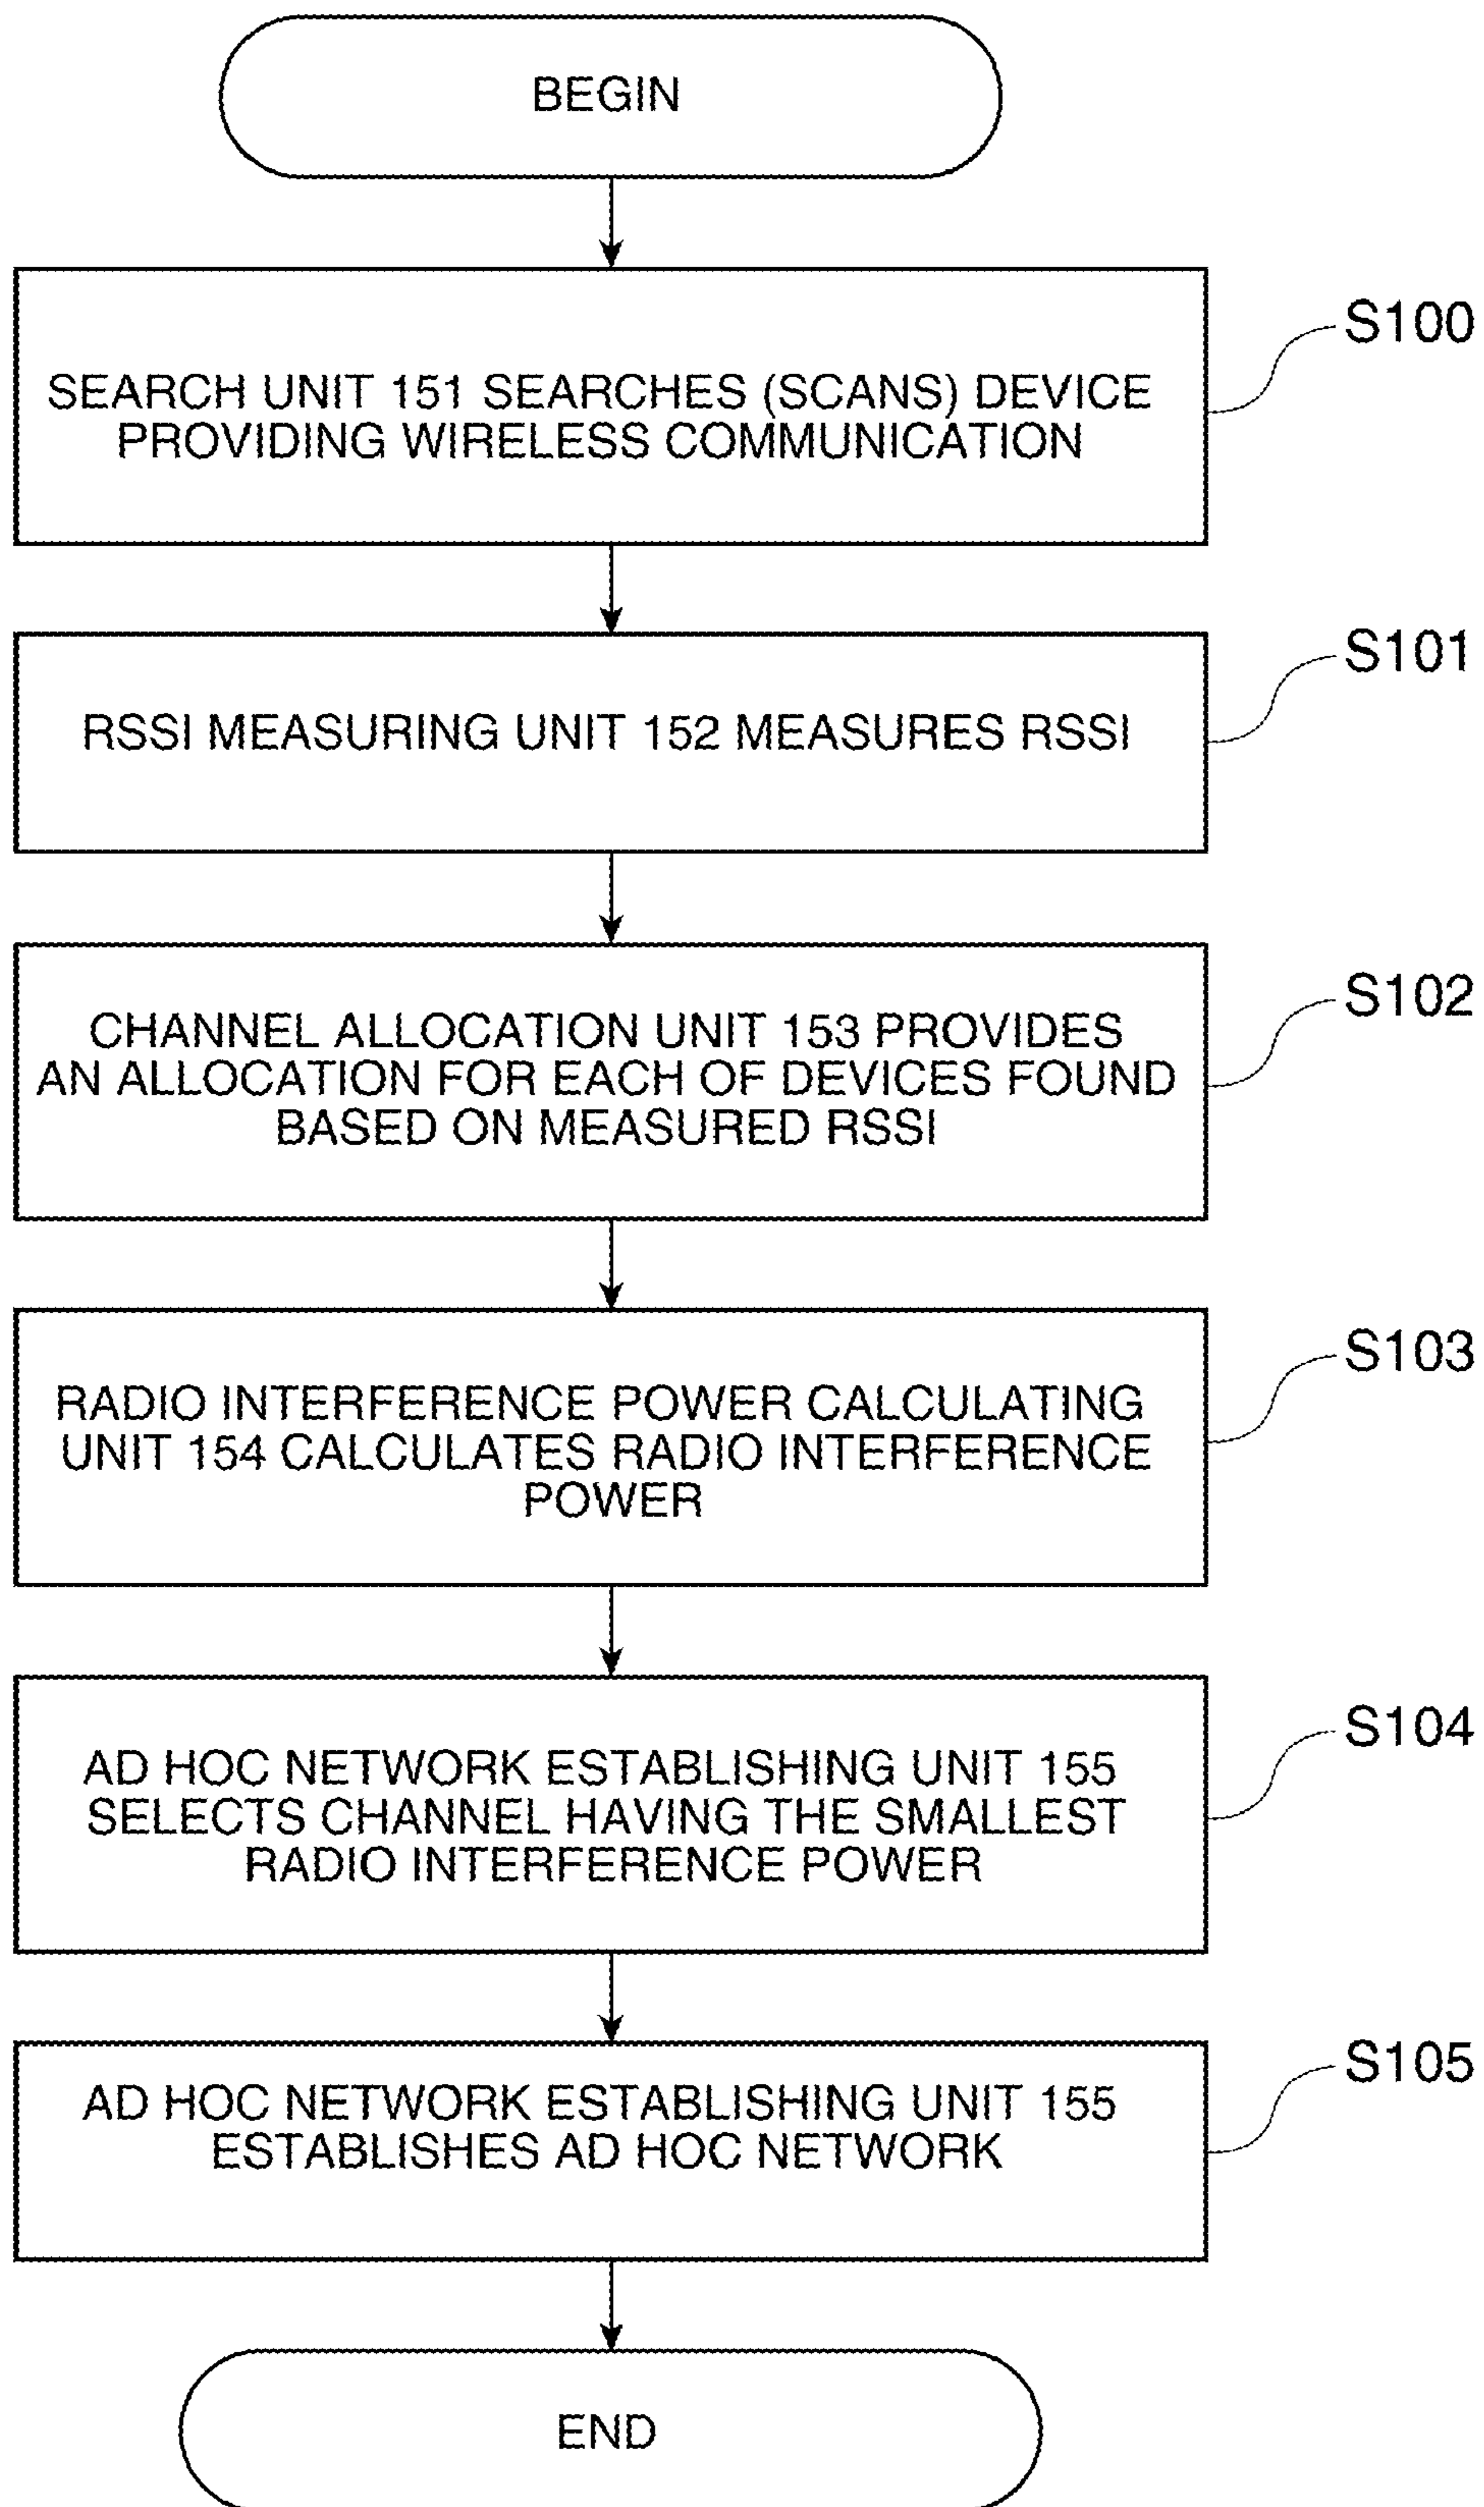 BEGIN
S100
SEARCH UNIT 151 SEARCHES (SCANS) DEVICE
PROVIDING WIRELESS COMMUNICATION
S101
RSSI MEASURING UNIT 152 MEASURES RSSI
S102
CHANNEL ALLOCATION UNIT 153 PROVIDES
AN ALLOCATION FOR EACH OF DEVICES FOUND
BASED ON MEASURED RSSI
S103
RADIO INTERFERENCE POWER CALCULATING
UNIT 154 CALCULATES RADIO INTERFERENCE
POWER
S104
AD HOC NETWORK ESTABLISHING UNIT 155
SELECTS CHANNEL HAVING THE SMALLEST
RADIO INTERFERENCE POWER
S105
AD HOC NETWORK ESTABLISHING UNIT 155
ESTABLISHES AD HOC NETWORK
END